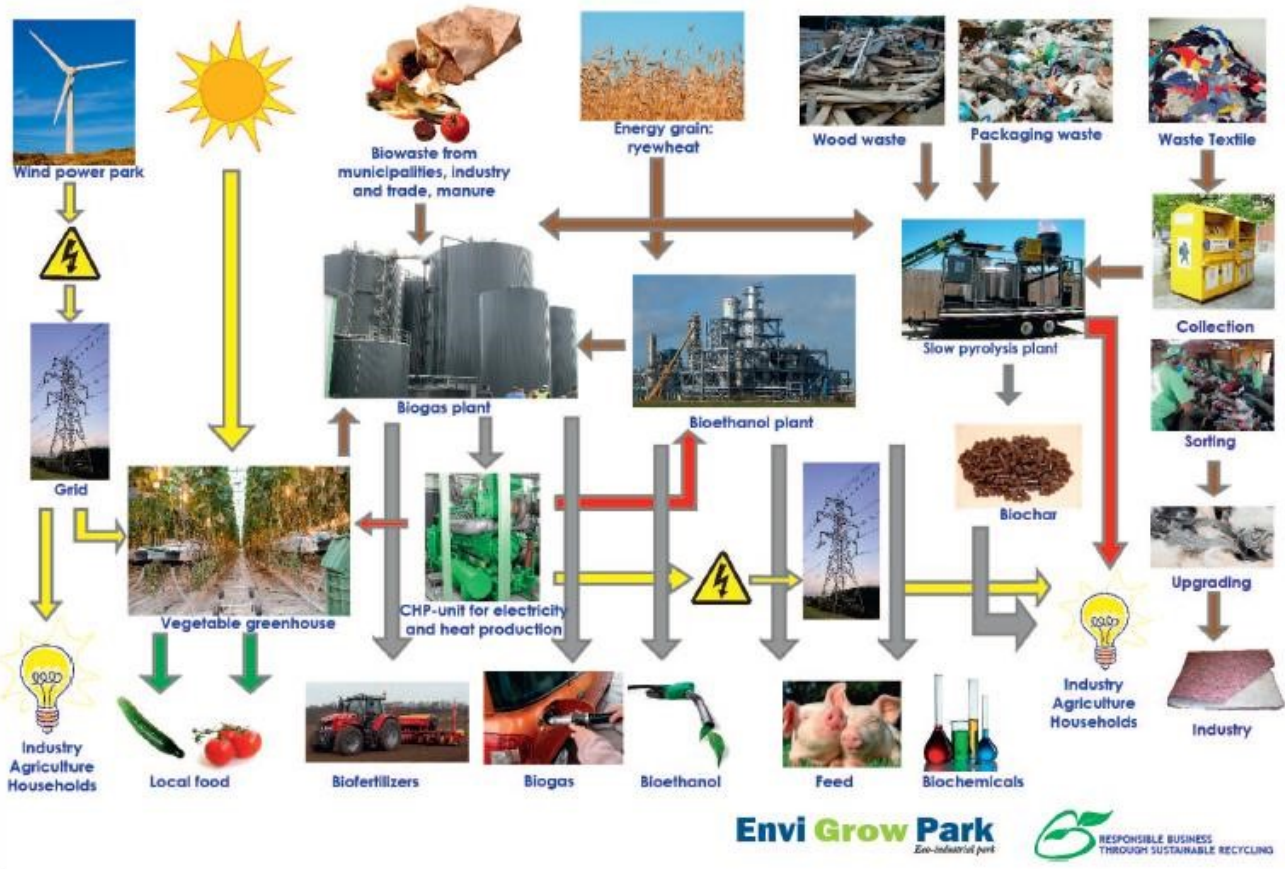 Wind power park
Biowaste from
municipalities, industry
and trade, manure
Energy grain:
ryewheat
Wood waste
Packaging waste
Waste Textile
Collection
Slow pyrolysis plant
Biogas plant
Bioethanol plant
Sorting
Grid
Biochar
Upgrading
Vegetable greenhouse
CHP-unit for electricity
and heat production
Industry
Agriculture
Households
Industry
Agriculture
Households
Industry
Local food
Biofertilizers
Biogas
Bioethanol
Feed
Biochemicals
Envi Grow Park
Eco-industrial park
RESPONSIBLE BUSINESS
THROUGH SUSTAINABLE RECYCLING